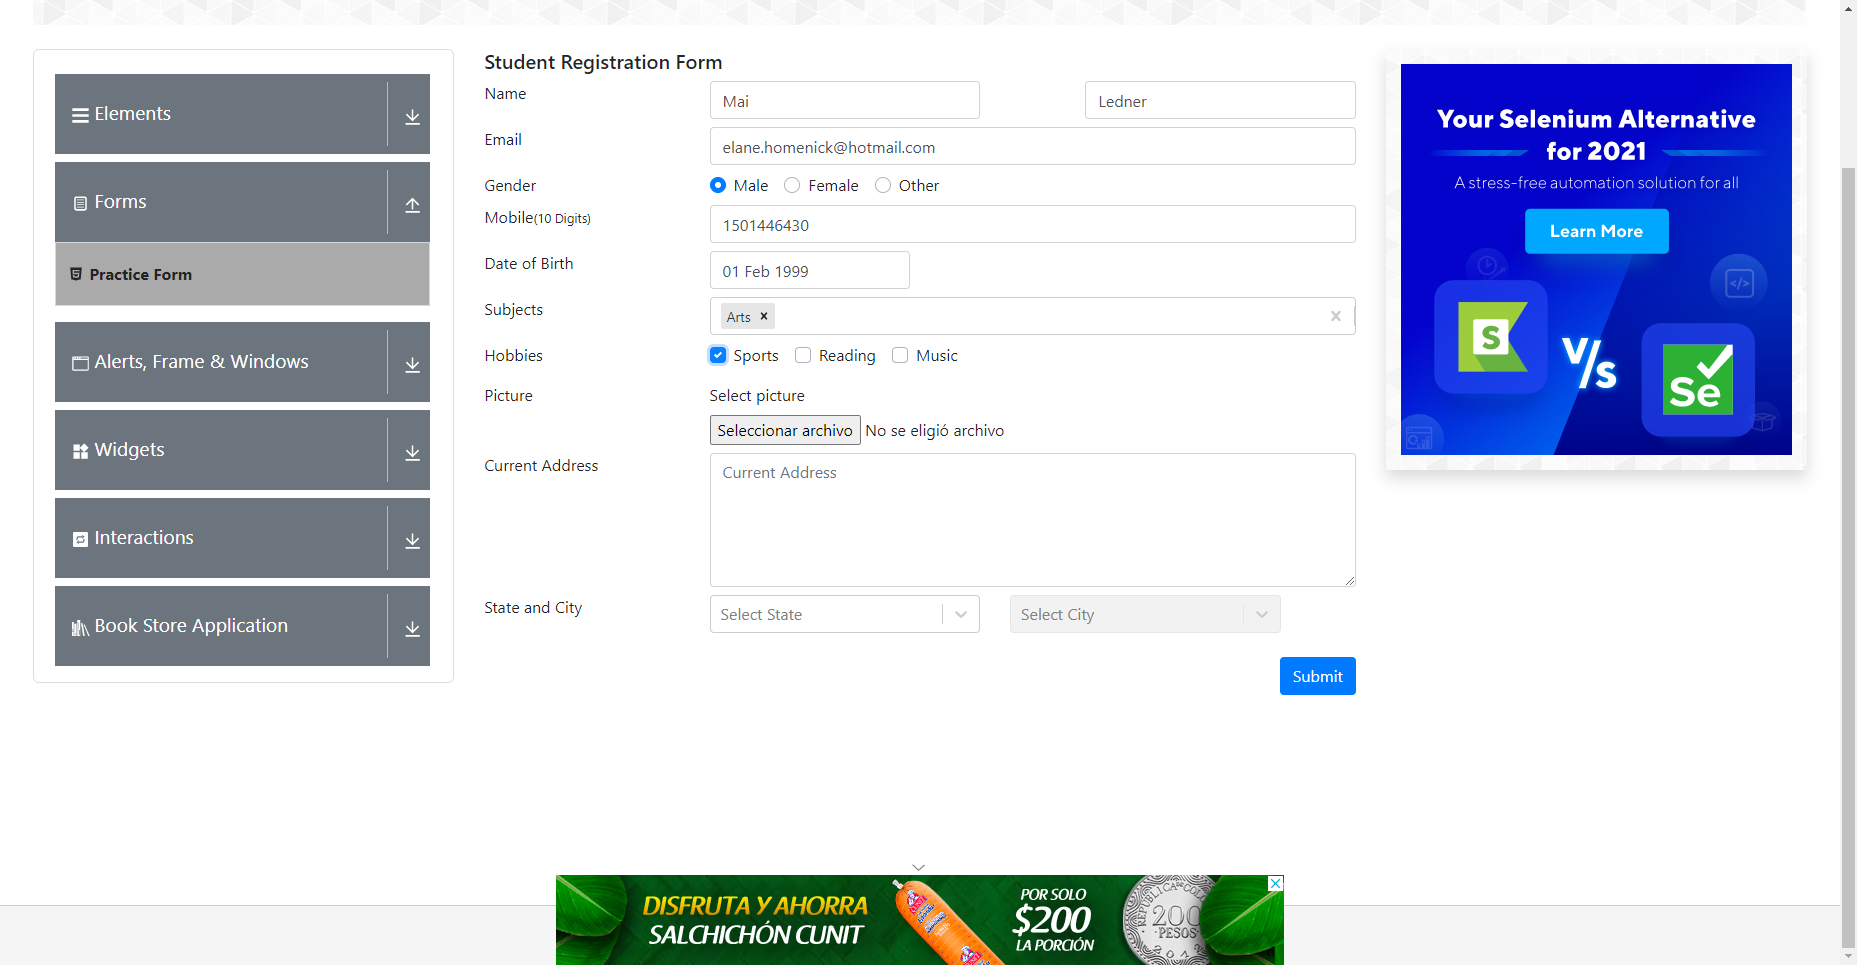 Elements
Forms
Practice Form
Alerts, Frame & Windows
Widgets
Interactions
Book Store Application
Student Registration Form
Name
Mai
Ledner
Email
elane.homenick@hotmail.com
Gender
Male
Female
Other
Mobile(10 Digits)
1501446430
Date of Birth
01 Feb 1999
Subjects
Arts ×
Hobbies
Sports
Reading
Music
Picture
Select picture
Seleccionar archivo No se eligió archivo
Current Address
Current Address
State and City
Select State
Select City
Submit
Your Selenium Alternative
for 2021
A stress-free automation solution for all
Learn More
S
V/s
Se
DISFRUTA Y AHORRA
SALCHICHÓN CUNIT
POR SOLO
$200
LA PORCIÓN
200
PESOS